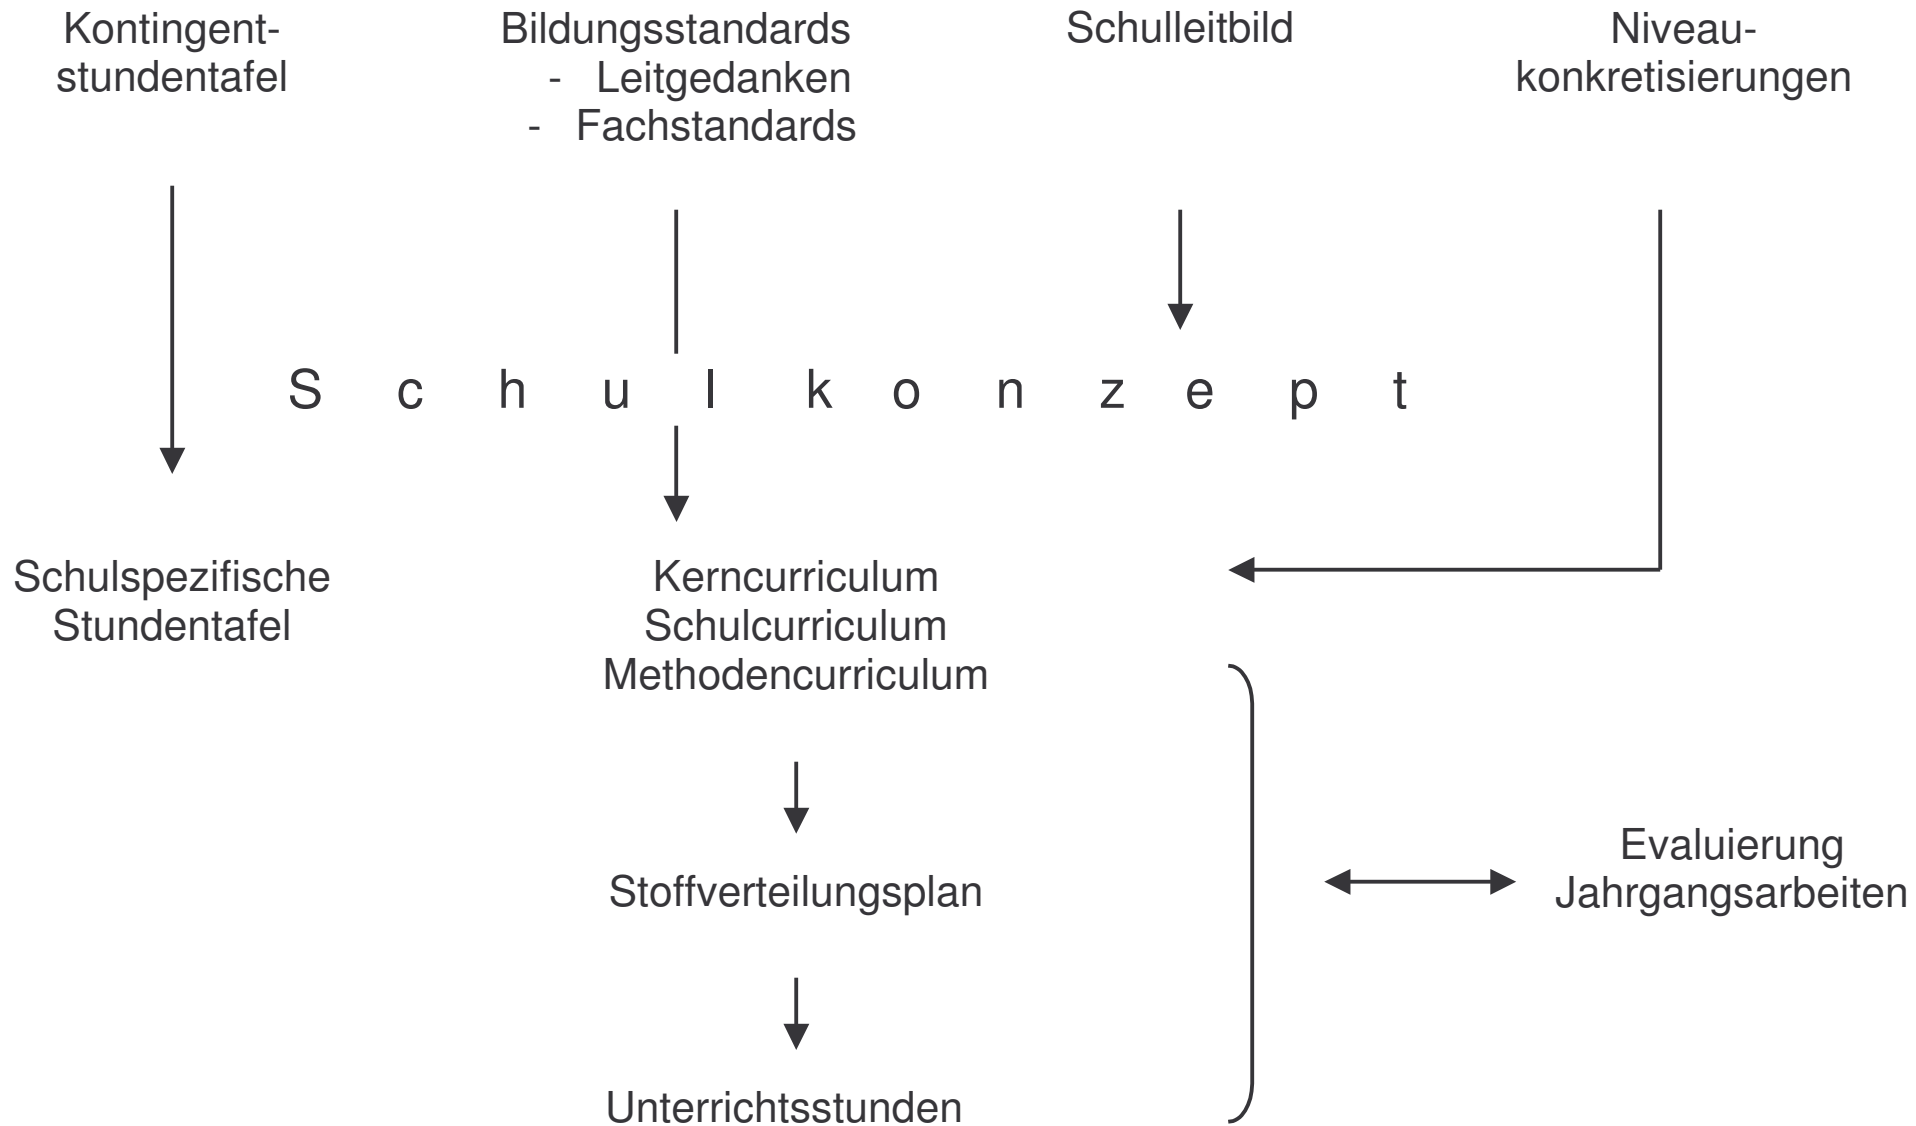 Kontingent-
stundentafel
Bildungsstandards
- Leitgedanken
- Fachstandards
Schulleitbild
Niveau-
konkretisierungen
S c h u l k o n z e p t
Schulspezifische
Stundentafel
Kerncurriculum
Schulcurriculum
Methodencurriculum
Stoffverteilungsplan
Evaluierung
Jahrgangsarbeiten
Unterrichtsstunden